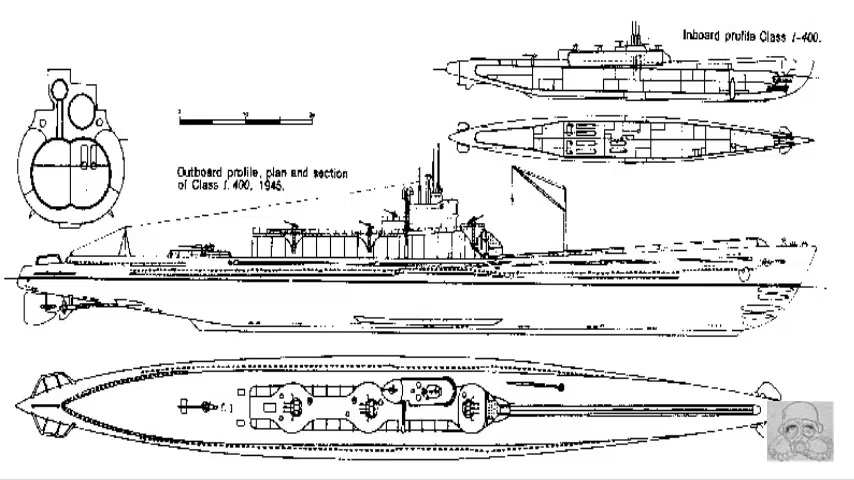 Inboard profile Class I-400.
Outboard profile, plan and section
of Class I. 400, 1945.